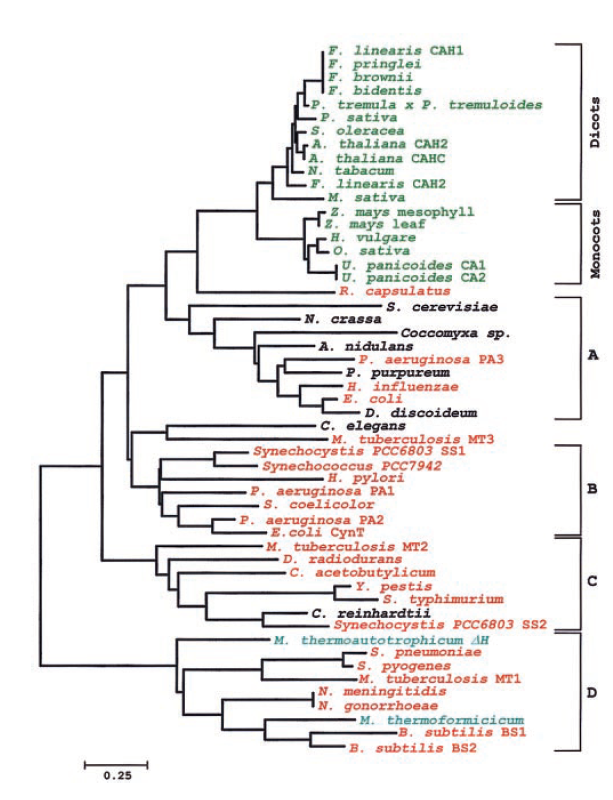 F. linearis CAH1
F. pringlei
F. brownii
F. bidentis
P. tremula x P. tremuloides
P. sativa
S. oleracea
A. thaliana CAH2
A. thaliana CAHC
N. tabacum
F. linearis CAH2
M. sativa
Dicots
Z. mays mesophyll
Z. mays leaf
H. vulgare
O. sativa
U. panicoides CA1
U. panicoides CA2
Monocots
R. capsulatus
S. cerevisiae
N. crassa
Coccomyxa sp.
A. nidulans
P. aeruginosa PA3
P. purpureum
H. influenzae
E. coli
D. discoideum
A
C. elegans
M. tuberculosis MT3
Synechocystis PCC6803 SS1
Synechococcus PCC7942
H. pylori
P. aeruginosa PA1
S. coelicolor
P. aeruginosa PA2
E.coli CynT
B
M. tuberculosis MT2
D. radiodurans
C. acetobutylicum
Y. pestis
S. typhimurium
C. reinhardtii
Synechocystis PCC6803 SS2
C
M. thermoautotrophicum ΔH
S. pneumoniae
S. pyogenes
M. tuberculosis MT1
N. meningitidis
N. gonorrhoeae
M. thermoformicicum
B. subtilis BS1
B. subtilis BS2
D
0.25